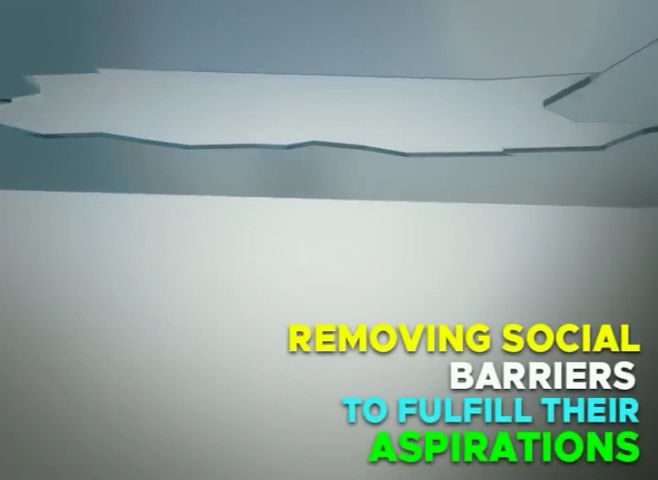 REMOVING SOCIAL
BARRIERS
TO FULFILL THEIR
ASPIRATIONS